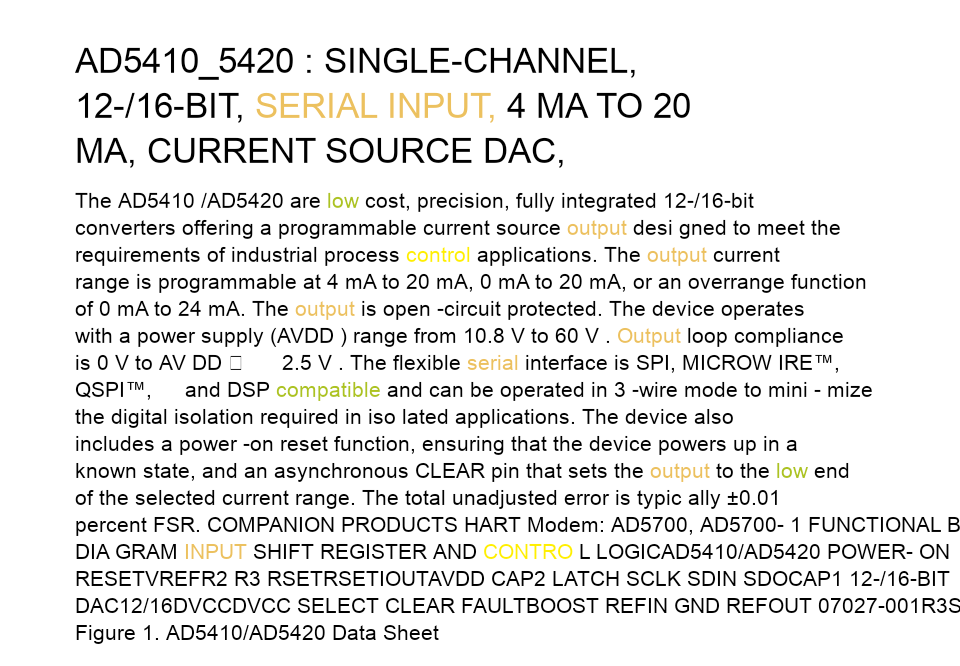 AD5410_5420 : SINGLE-CHANNEL,
12-/16-BIT, SERIAL INPUT, 4 MA TO 20
MA, CURRENT SOURCE DAC,
The AD5410 /AD5420 are low cost, precision, fully integrated 12-/16-bit
converters offering a programmable current source output desi gned to meet the
requirements of industrial process control applications. The output current
range is programmable at 4 mA to 20 mA, 0 mA to 20 mA, or an overrange function
of 0 mA to 24 mA. The output is open -circuit protected. The device operates
with a power supply (AVDD ) range from 10.8 V to 60 V . Output loop compliance
is 0 V to AV DD □ 2.5 V . The flexible serial interface is SPI, MICROW IRE™,
QSPI™, and DSP compatible and can be operated in 3 -wire mode to mini - mize
the digital isolation required in iso lated applications. The device also
includes a power -on reset function, ensuring that the device powers up in a
known state, and an asynchronous CLEAR pin that sets the output to the low end
of the selected current range. The total unadjusted error is typic ally ±0.01
percent FSR. COMPANION PRODUCTS HART Modem: AD5700, AD5700- 1 FUNCTIONAL B
DIA GRAM INPUT SHIFT REGISTER AND CONTRO L LOGICAD5410/AD5420 POWER- ON
RESETVREFR2 R3 RSETRSETIOUTAVDD CAP2 LATCH SCLK SDIN SDOCAP1 12-/16-BIT
DAC12/16DVCCDVCC SELECT CLEAR FAULTBOOST REFIN GND REFOUT 07027-001R3S
Figure 1. AD5410/AD5420 Data Sheet